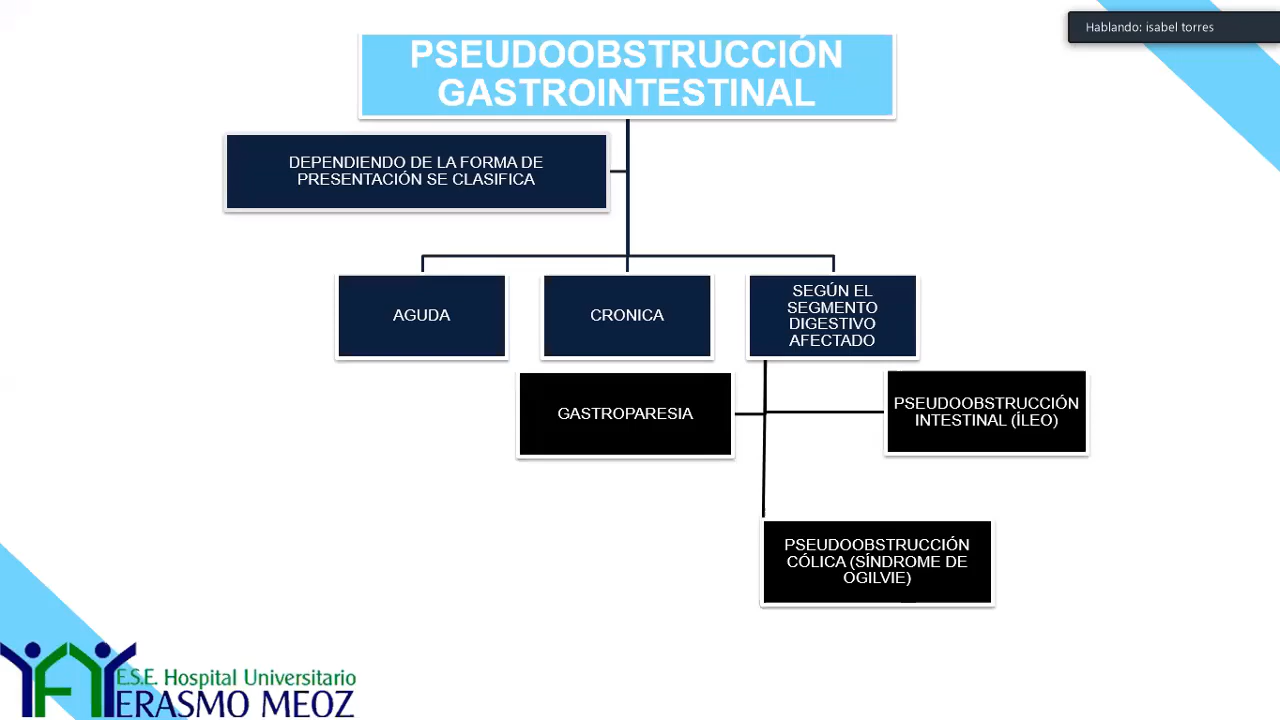 Hablando: isabel torres
PSEUDOOBSTRUCCIÓN
GASTROINTESTINAL
DEPENDIENDO DE LA FORMA DE
PRESENTACIÓN SE CLASIFICA
AGUDA
CRONICA
SEGÚN EL
SEGMENTO
DIGESTIVO
AFECTADO
GASTROPARESIA
PSEUDOOBSTRUCCIÓN
INTESTINAL (ÍLEO)
PSEUDOOBSTRUCCIÓN
CÓLICA (SÍNDROME DE
OGILVIE)
E.S.E. Hospital Universitario
ERASMO MEOZ